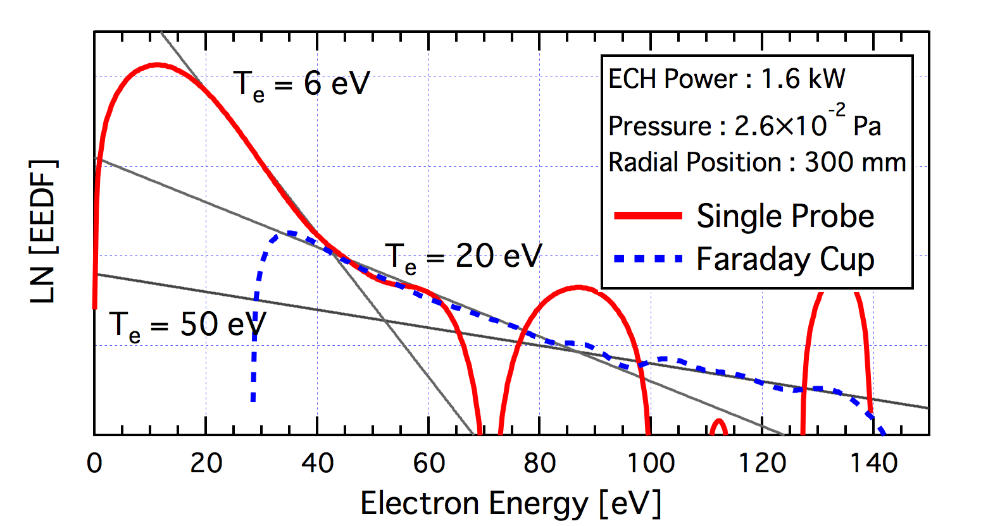 LN [EEDF]
Te = 6 eV
Te = 20 eV
Te = 50 eV
ECH Power : 1.6 kW
Pressure : 2.6×10-2 Pa
Radial Position : 300 mm
Single Probe
Faraday Cup
0 20 40 60 80 100 120 140
Electron Energy [eV]